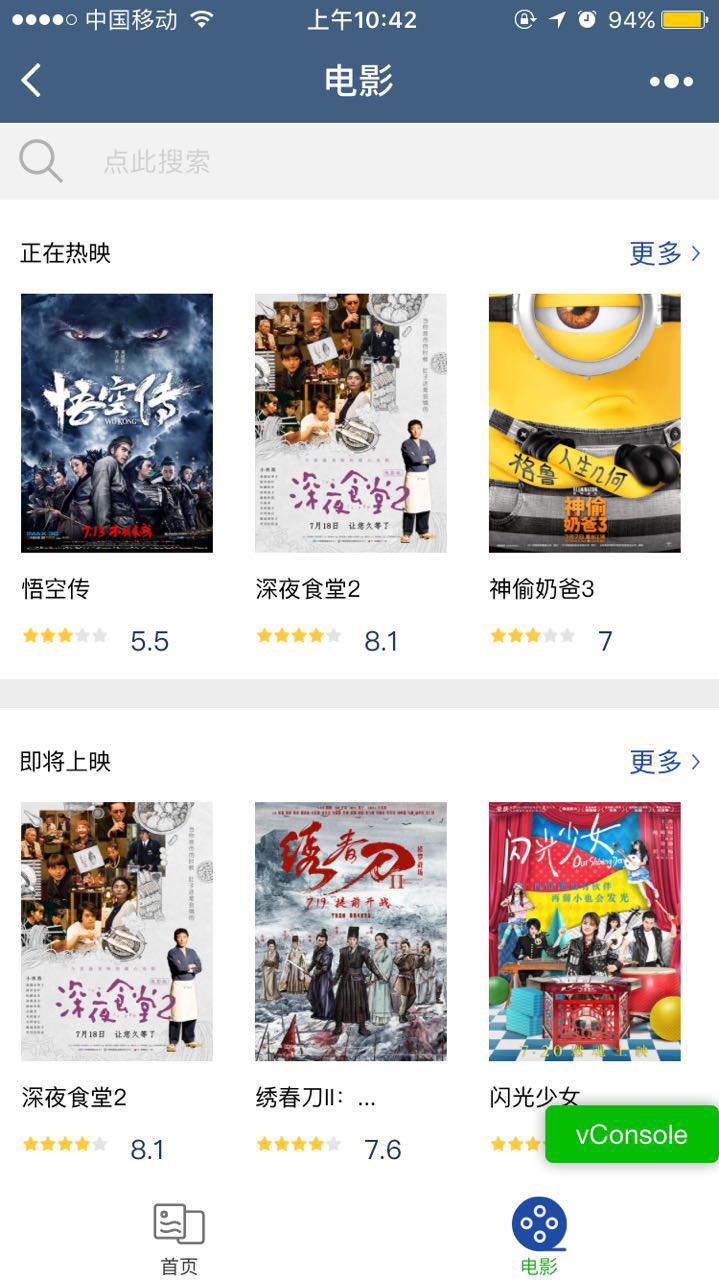 中国移动
上午10:42
94%
电影
点此搜索
正在热映
更多
悟空传
WU KONG
7.13
深夜食堂2
7月18日 让您久等了
格鲁 人生几何
神偷
奶爸3
悟空传
深夜食堂2
神偷奶爸3
5.5
8.1
7
即将上映
更多
深夜食堂2
7月18日 让您久等了
绣春刀II
7.19 提前开战
闪光少女
Our Shining Days
再弱小也会发光
深夜食堂2
绣春刀II：...
闪光少女
8.1
7.6
vConsole
首页
电影